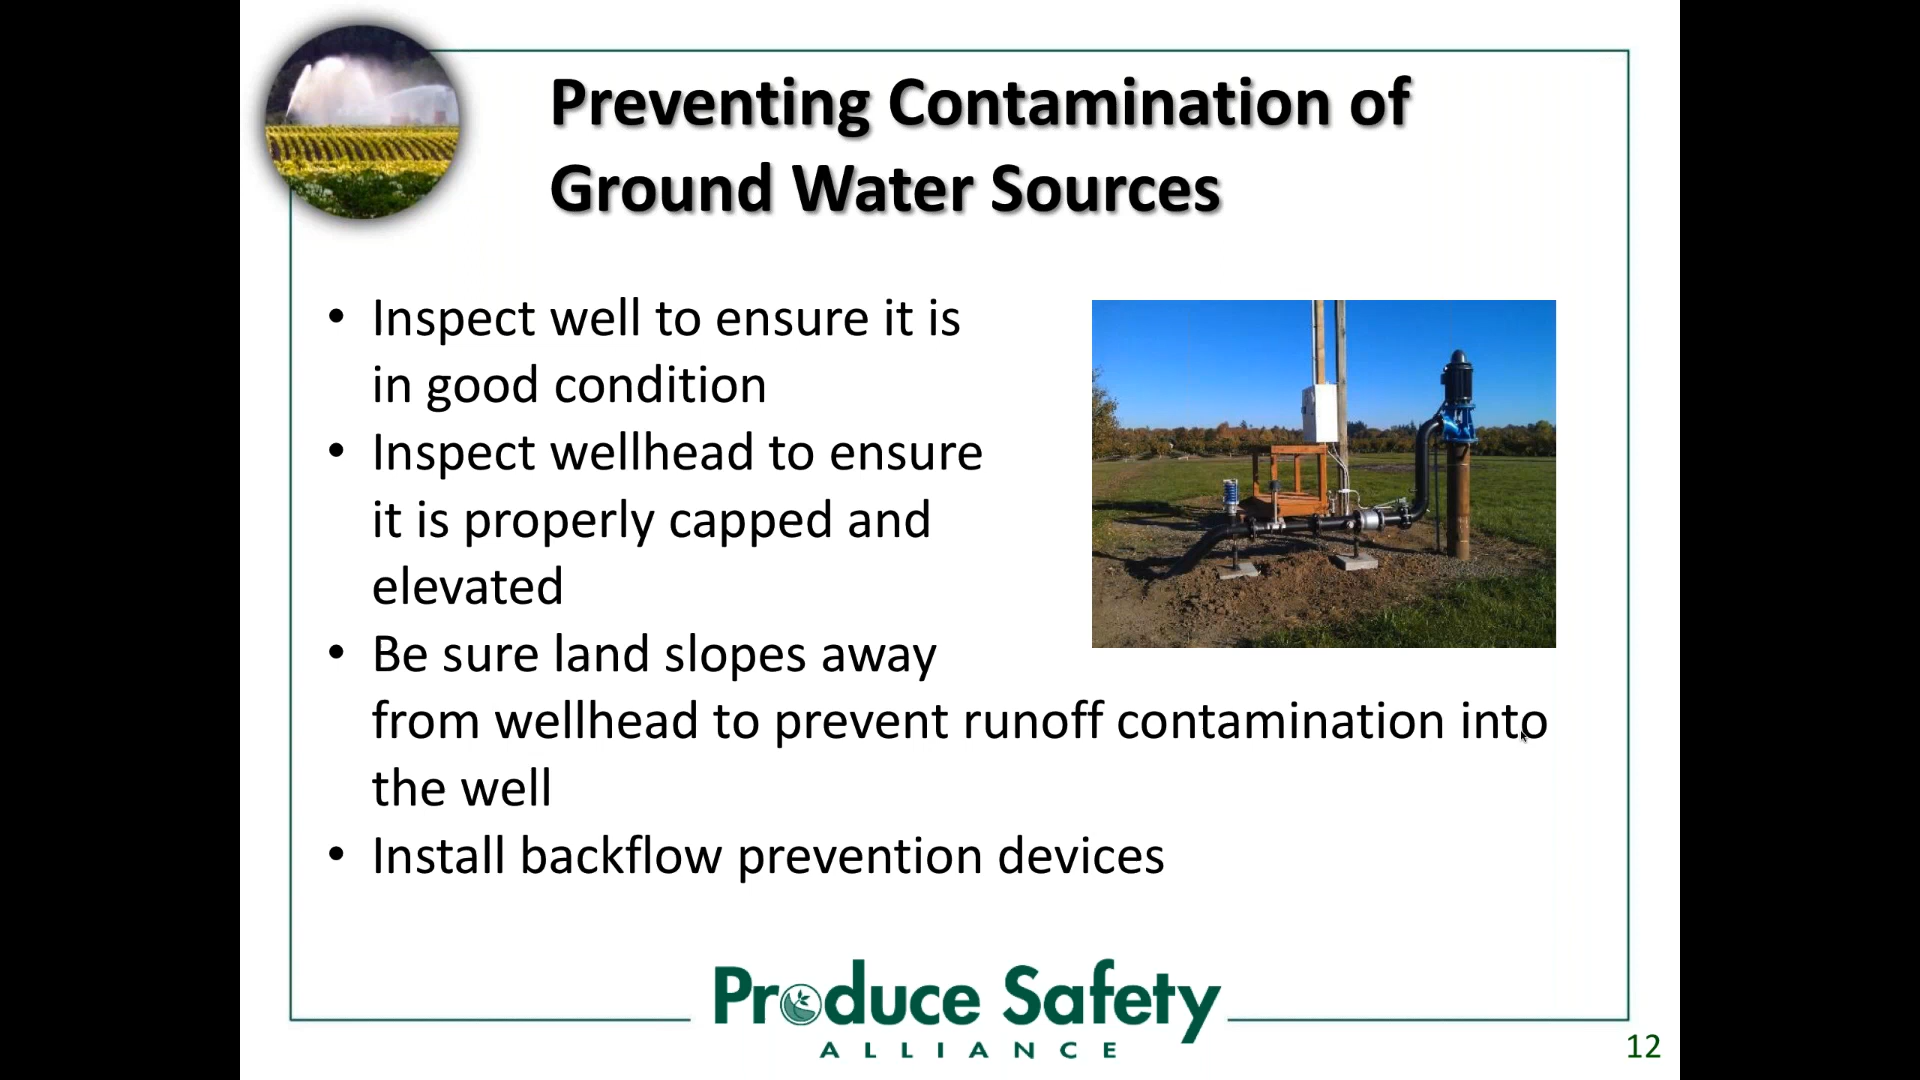 Preventing Contamination of
Ground Water Sources
• Inspect well to ensure it is
in good condition
• Inspect wellhead to ensure
it is properly capped and
elevated
• Be sure land slopes away
from wellhead to prevent runoff contamination into
the well
• Install backflow prevention devices
Produce Safety
ALLIANCE
12